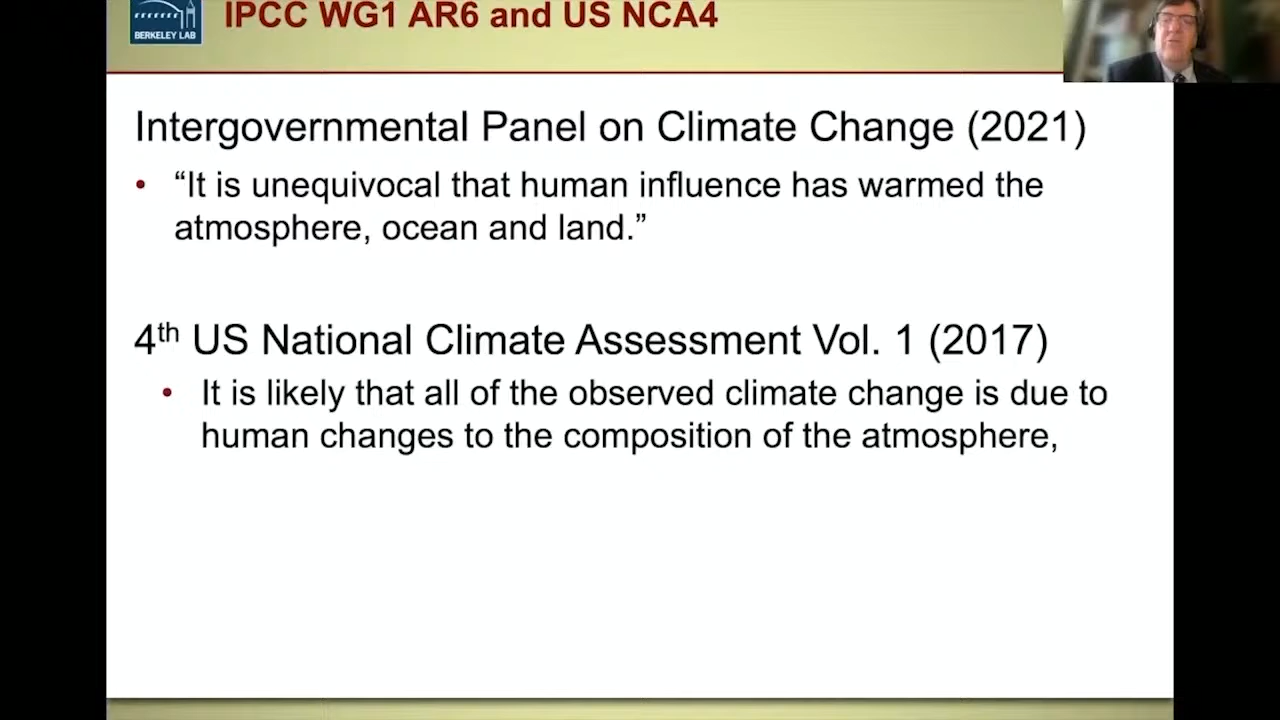 IPCC WG1 AR6 and US NCA4
BERKELEY LAB
Intergovernmental Panel on Climate Change (2021)
• “It is unequivocal that human influence has warmed the
atmosphere, ocean and land.”
4th US National Climate Assessment Vol. 1 (2017)
• It is likely that all of the observed climate change is due to
human changes to the composition of the atmosphere,